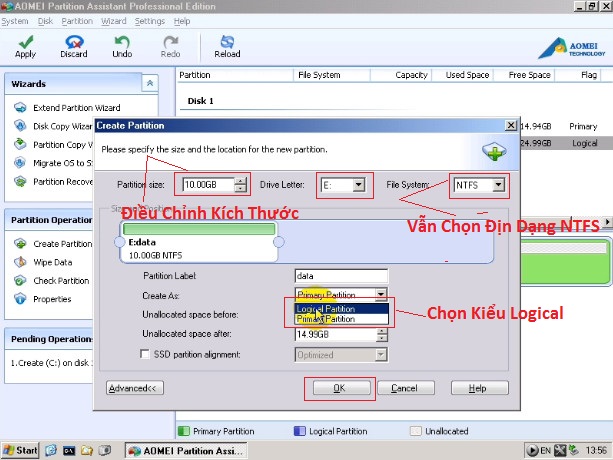 AOMEI Partition Assistant Professional Edition
System Disk Partition Wizard Settings Help
Apply Discard Undo Redo Reload
AOMEI
TECHNOLOGY
Wizards
Extend Partition Wizard
Disk Copy Wizar
Partition Copy V
Migrate OS to S
Partition Recove
Partition Operation
Create Partition
Wipe Data
Check Partition
Properties
Pending Operations
1.Create (C:) on disk
Partition File System Capacity Used Space Free Space Flag
Disk 1
14.94GB Primary
24.99GB Logical
Create Partition
Please specify the size and the location for the new partition.
Partition size: 10.00GB Drive Letter: E: File System: NTFS
Điều Chỉnh Kích Thước
Vẫn Chọn Địn Dạng NTFS
E:data
10.00GB NTFS
Partition Label: data
Create As: Primary Partition
Logical Partition
Primary Partition
Chọn Kiểu Logical
Unallocated space before:
Unallocated space after: 14.99GB
SSD partition alignment: Optimized
Advanced<< OK Cancel Help
Primary Partition Logical Partition Unallocated
Start AOMEI Partition Assi... EN 13:56